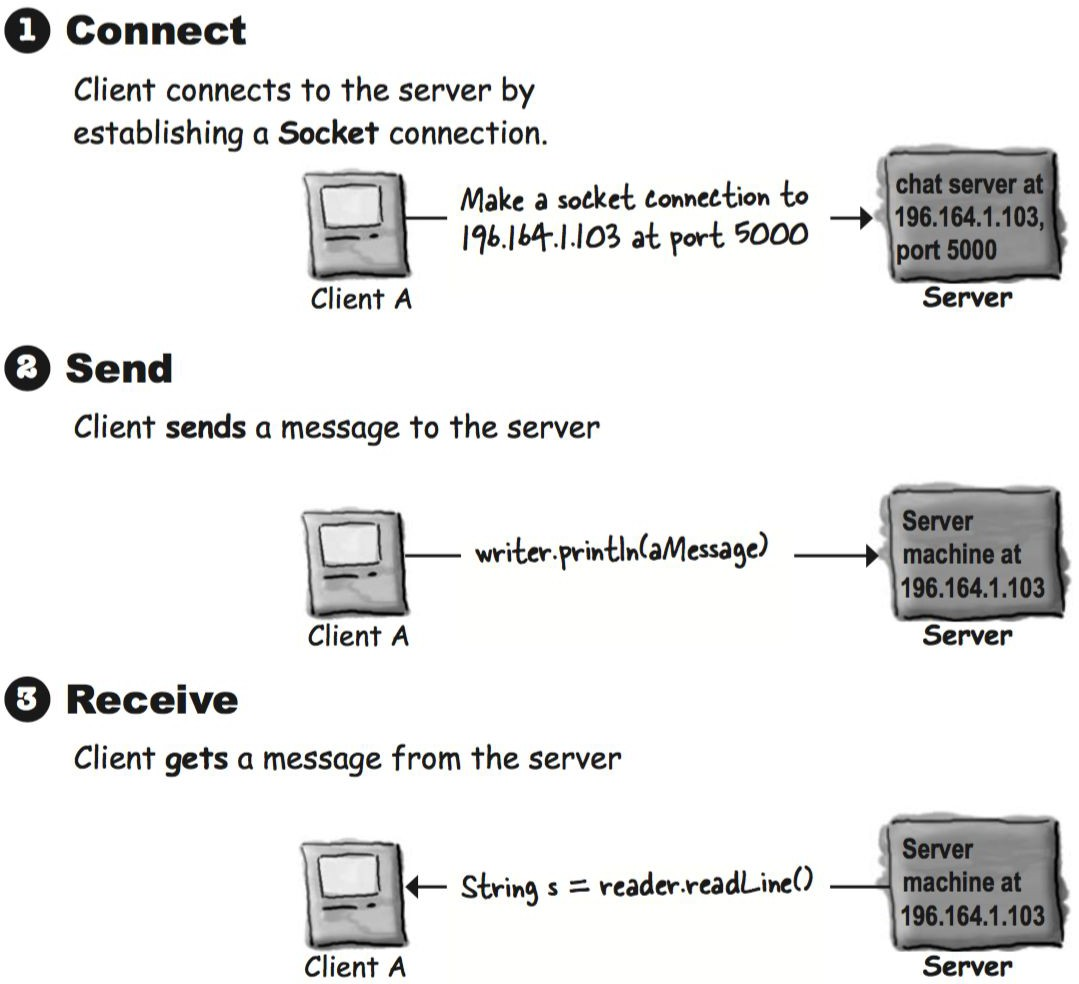 1 Connect
Client connects to the server by
establishing a Socket connection.
Make a socket connection to
196.164.1.103 at port 5000
chat server at
196.164.1.103,
port 5000
Client A
Server
2 Send
Client sends a message to the server
writer.println(aMessage)
Server
machine at
196.164.1.103
Client A
Server
3 Receive
Client gets a message from the server
String s = reader.readLine()
Server
machine at
196.164.1.103
Client A
Server